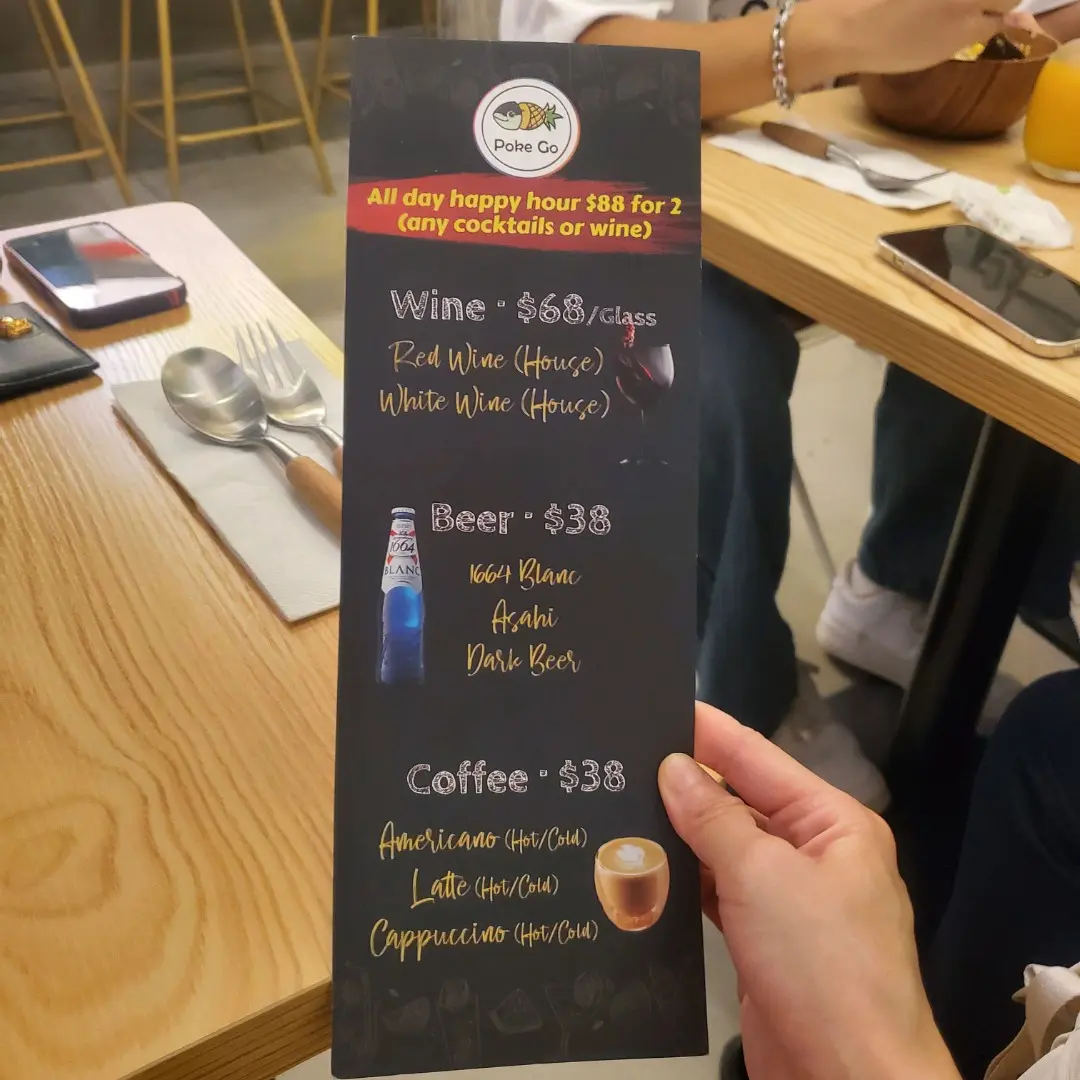 Poke Go
All day happy hour $88 for 2
(any cocktails or wine)
Wine · $68/Glass
Red Wine (House)
White Wine (House)
Beer · $38
1664
BLANC
1664 Blanc
Asahi
Dark Beer
Coffee · $38
Americano (Hot/Cold)
Latte (Hot/Cold)
Cappuccino (Hot/Cold)